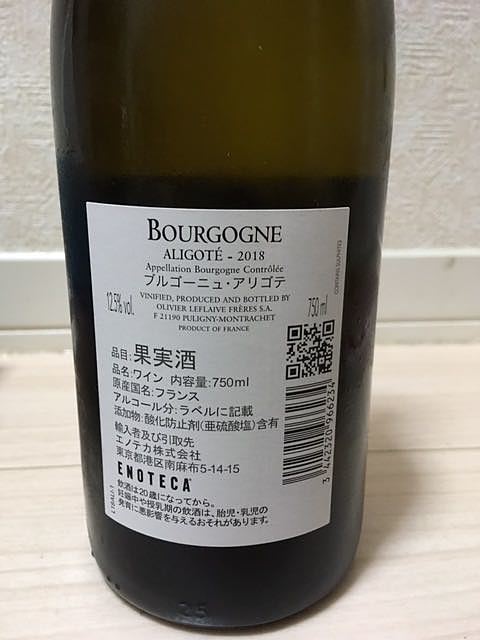 BOURGOGNE
ALIGOTÉ - 2018
Appellation Bourgogne Contrôlée
ブルゴーニュ・アリゴテ
12.5% vol.
VINIFIED, PRODUCED AND BOTTLED BY
OLIVIER LEFLAIVE FRÈRES S.A.
F 21190 PULIGNY-MONTRACHET
PRODUCT OF FRANCE
750 ml
CONTAINS SULPHITES
品目:果実酒
品名:ワイン 内容量:750ml
原産国名:フランス
アルコール分:ラベルに記載
添加物:酸化防止剤(亜硫酸塩)含有
輸入者及び引取先
エノテカ株式会社
東京都港区南麻布5-14-15
ENOTECA
飲酒は20歳になってから。
妊娠中や授乳期の飲酒は、胎児・乳児の
発育に悪影響を与えるおそれがあります。
3 442520 966234